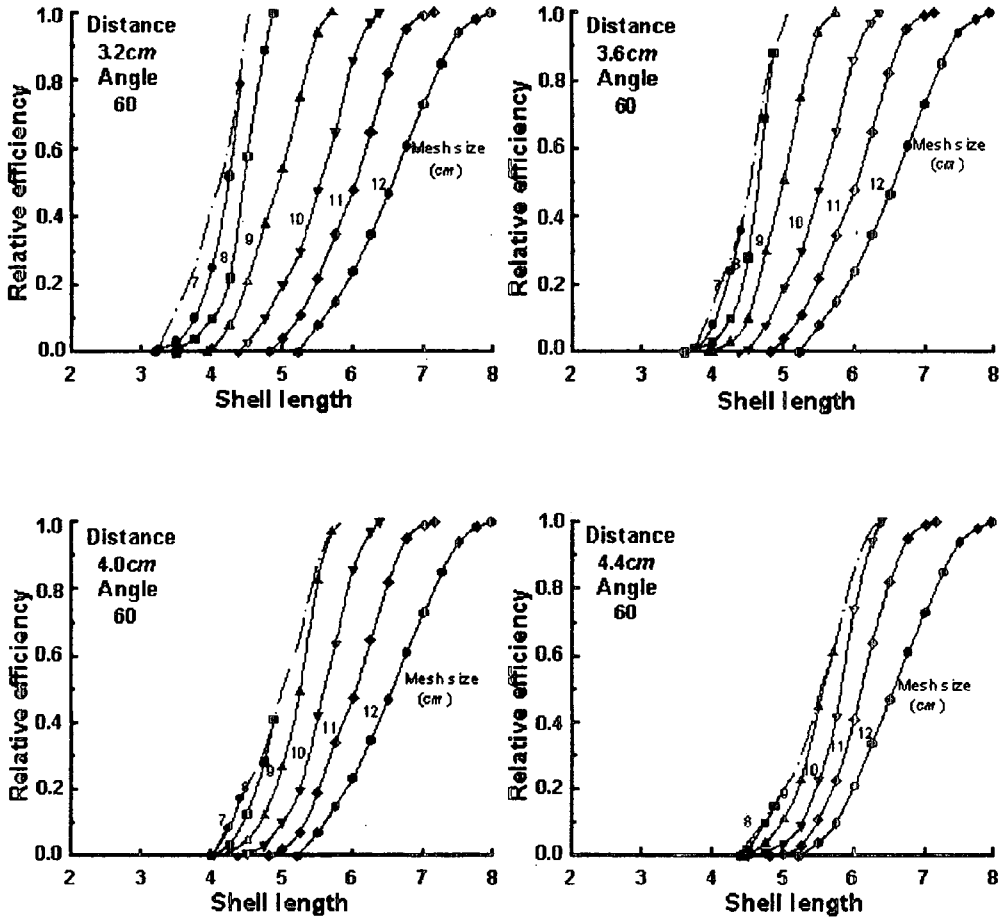 1.0
0.8
0.6
0.4
0.2
0.0
Relative efficiency
Distance
3.2cm
Angle
60
Mesh size
(cm)
7
8
9
10
11
12
2 3 4 5 6 7 8
Shell length
1.0
0.8
0.6
0.4
0.2
0.0
Relative efficiency
Distance
3.6cm
Angle
60
Mesh size
(cm)
7
8
9
10
11
12
2 3 4 5 6 7 8
Shell length
1.0
0.8
0.6
0.4
0.2
0.0
Relative efficiency
Distance
4.0cm
Angle
60
Mesh size
(cm)
7
8
9
10
11
12
2 3 4 5 6 7 8
Shell length
1.0
0.8
0.6
0.4
0.2
0.0
Relative efficiency
Distance
4.4cm
Angle
60
Mesh size
(cm)
8
9
10
11
12
2 3 4 5 6 7 8
Shell length